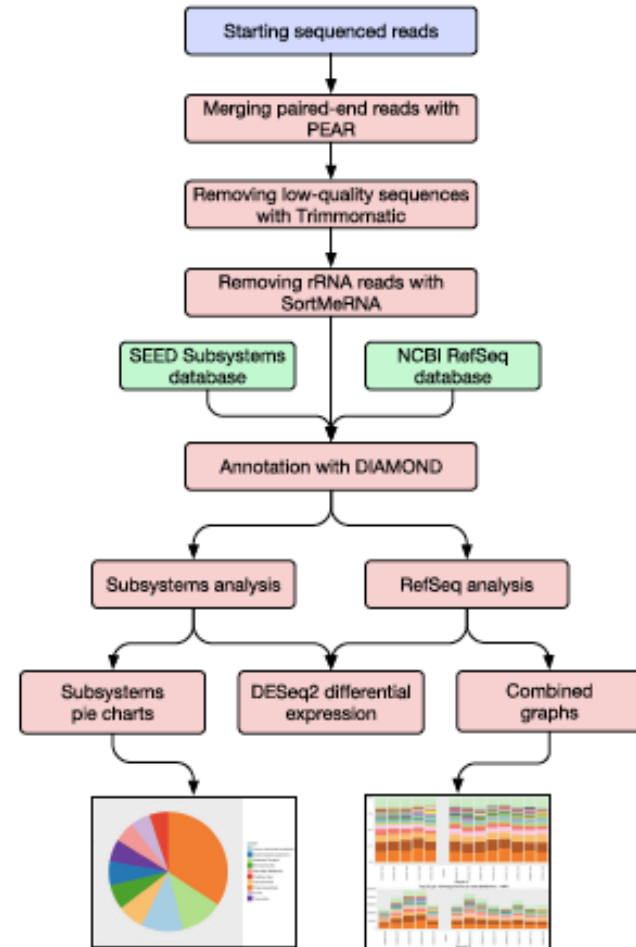 Starting sequenced reads
Merging paired-end reads with
PEAR
Removing low-quality sequences
with Trimmomatic
Removing rRNA reads with
SortMeRNA
SEED Subsystems
database
NCBI RefSeq
database
Annotation with DIAMOND
Subsystems analysis
RefSeq analysis
Subsystems
pie charts
DESeq2 differential
expression
Combined
graphs